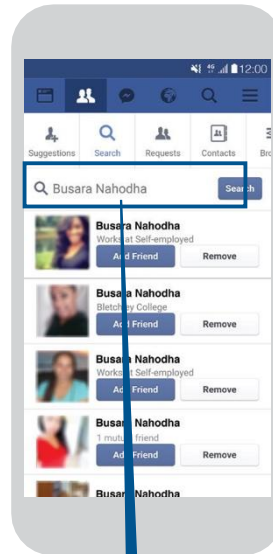 4G 12:00
Suggestions Search Requests Contacts
Busara Nahodha Search
Busara Nahodha
Works at Self-employed
Add Friend Remove
Busara Nahodha
Bletchley College
Add Friend Remove
Busara Nahodha
Works at Self-employed
Add Friend Remove
Busara Nahodha
1 mutual friend
Add Friend Remove
Busara Nahodha